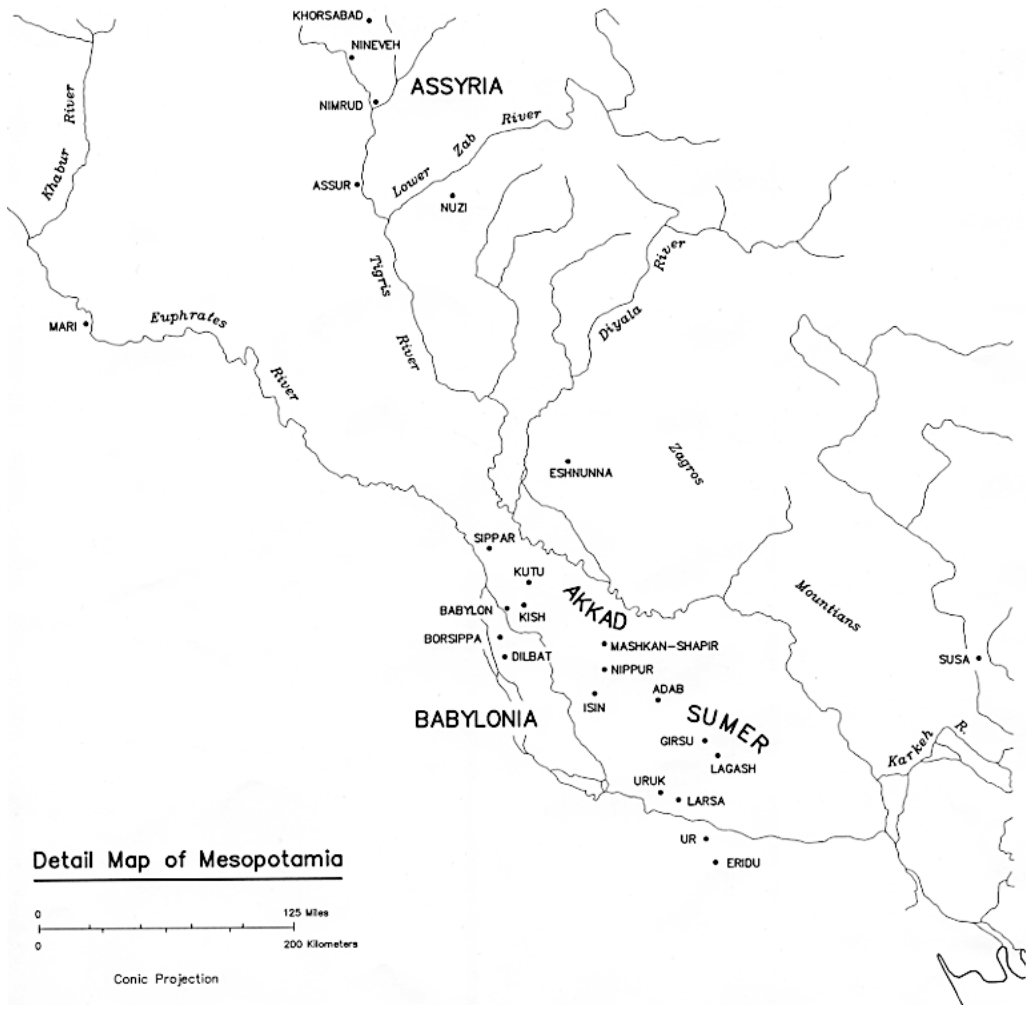 KHORSABAD
NINEVEH
ASSYRIA
NIMRUD
Khabur River
Lower Zab River
ASSUR
NUZI
Tigris River
Diyala River
MARI
Euphrates River
ESHNUNNA
Zagros Mountians
SIPPAR
KUTU
AKKAD
BABYLON
KISH
BORSIPPA
DILBAT
MASHKAN-SHAPIR
NIPPUR
SUSA
ISIN
ADAB
BABYLONIA
SUMER
GIRSU
LAGASH
Karkeh R.
URUK
LARSA
UR
ERIDU
Detail Map of Mesopotamia
0 125 Miles
0 200 Kilometers
Conic Projection